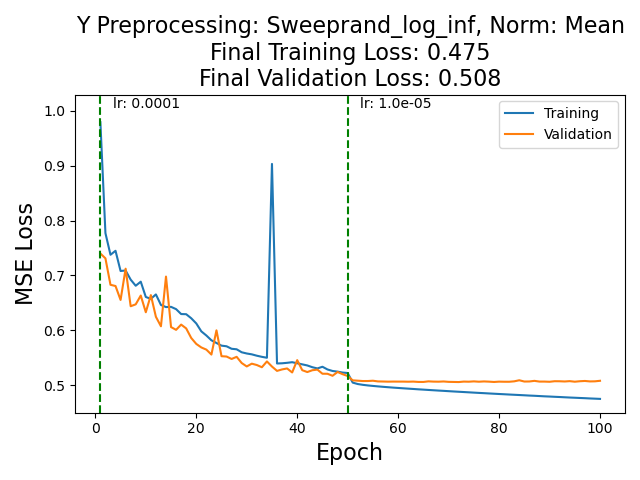 Y Preprocessing: Sweeprand_log_inf, Norm: Mean
Final Training Loss: 0.475
Final Validation Loss: 0.508
lr: 0.0001
lr: 1.0e-05
Training
Validation
1.0
0.9
0.8
0.7
0.6
0.5
MSE Loss
0
20
40
60
80
100
Epoch